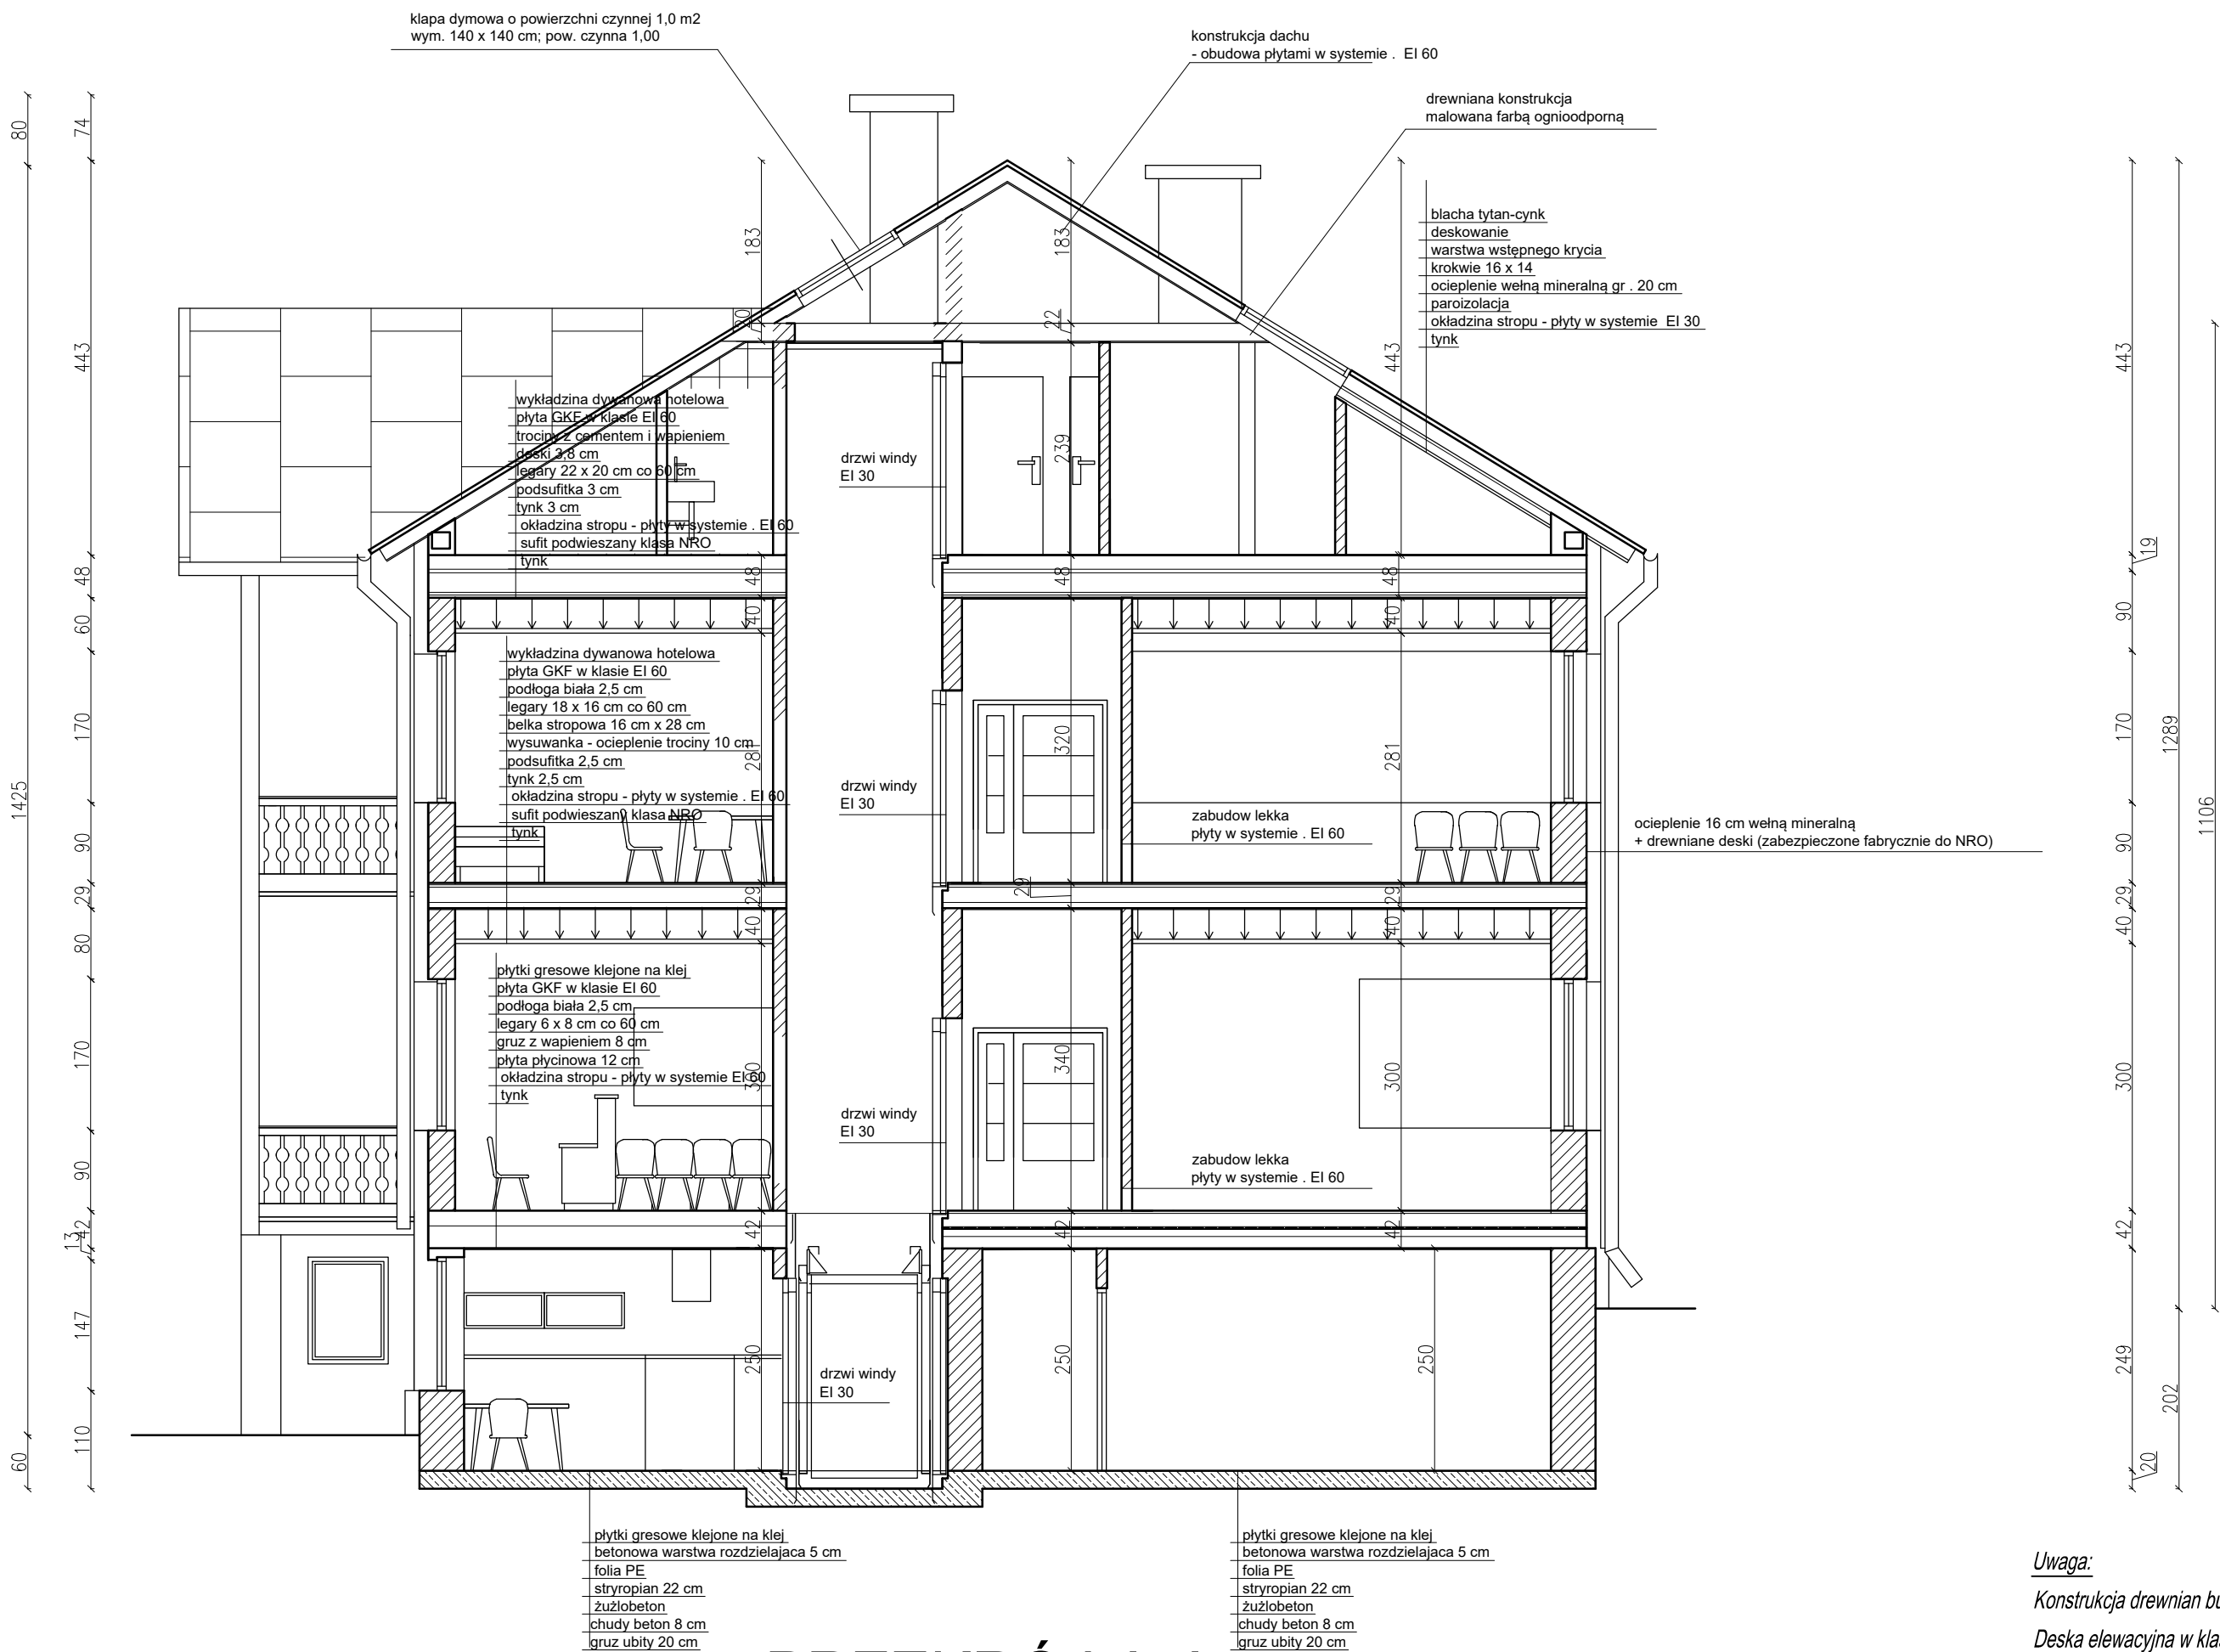 klapa dymowa o powierzchni czynnej 1,0 m2
wym. 140 x 140 cm; pow. czynna 1,00
konstrukcja dachu
- obudowa płytami w systemie . EI 60
drewniana konstrukcja
malowana farbą ognioodporną
blacha tytan-cynk
deskowanie
warstwa wstępnego krycia
krokwie 16 x 14
ocieplenie wełną mineralną gr . 20 cm
paroizolacja
okładzina stropu - płyty w systemie EI 30
tynk
wykładzina dywanowa hotelowa
płyta GKF w klasie EI 60
trociny z cementem i wapieniem
deski 3,8 cm
legary 22 x 20 cm co 60 cm
podsufitka 3 cm
tynk 3 cm
okładzina stropu - płyty w systemie . EI 60
sufit podwieszany klasa NRO
tynk
drzwi windy
EI 30
wykładzina dywanowa hotelowa
płyta GKF w klasie EI 60
podłoga biała 2,5 cm
legary 18 x 16 cm co 60 cm
belka stropowa 16 cm x 28 cm
wysuwanka - ocieplenie trociny 10 cm
podsufitka 2,5 cm
tynk 2,5 cm
okładzina stropu - płyty w systemie . EI 60
sufit podwieszany klasa NRO
tynk
drzwi windy
EI 30
zabudow lekka
płyty w systemie . EI 60
ocieplenie 16 cm wełną mineralną
+ drewniane deski (zabezpieczone fabrycznie do NRO)
płytki gresowe klejone na klej
płyta GKF w klasie EI 60
podłoga biała 2,5 cm
legary 6 x 8 cm co 60 cm
gruz z wapieniem 8 cm
płyta płycinowa 12 cm
okładzina stropu - płyty w systemie EI 60
tynk
drzwi windy
EI 30
zabudow lekka
płyty w systemie . EI 60
drzwi windy
EI 30
płytki gresowe klejone na klej
betonowa warstwa rozdzielajaca 5 cm
folia PE
stryropian 22 cm
żużlobeton
chudy beton 8 cm
gruz ubity 20 cm
płytki gresowe klejone na klej
betonowa warstwa rozdzielajaca 5 cm
folia PE
stryropian 22 cm
żużlobeton
chudy beton 8 cm
gruz ubity 20 cm
Uwaga:
Konstrukcja drewnian
Deska elewacyjna w
80
1425
60
74
443
48
60
170
90
29
80
170
90
42
13
147
110
183
48
40
281
29
40
300
42
250
183
22
239
48
320
29
340
42
250
443
48
40
281
29
40
300
42
250
443
19
90
170
90
29
40
300
42
249
20
1289
202
1106